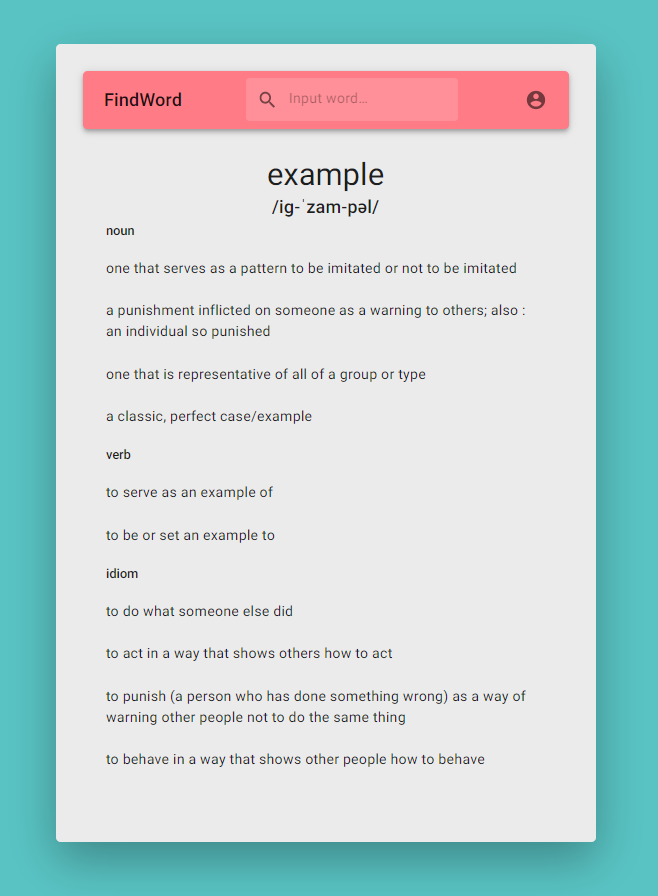 FindWord
Input word…
example
/ig-ˈzam-pəl/
noun
one that serves as a pattern to be imitated or not to be imitated
a punishment inflicted on someone as a warning to others; also :
an individual so punished
one that is representative of all of a group or type
a classic, perfect case/example
verb
to serve as an example of
to be or set an example to
idiom
to do what someone else did
to act in a way that shows others how to act
to punish (a person who has done something wrong) as a way of
warning other people not to do the same thing
to behave in a way that shows other people how to behave